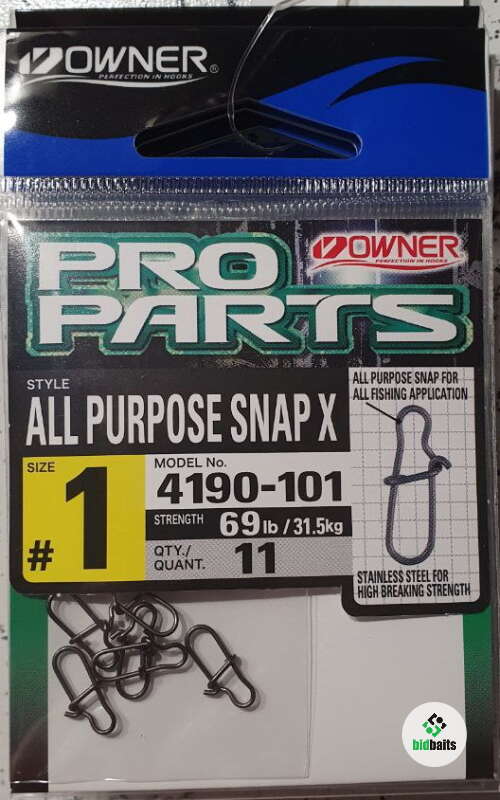 OWNER®
PERFECTION IN HOOKS
PRO
PARTS
OWNER
PERFECTION IN HOOKS
STYLE
ALL PURPOSE SNAP X
ALL PURPOSE SNAP FOR
ALL FISHING APPLICATION
SIZE
#1
MODEL No.
4190-101
STRENGTH 69lb/31.5kg
QTY./
QUANT. 11
STAINLESS STEEL FOR
HIGH BREAKING STRENGTH
bidbaits